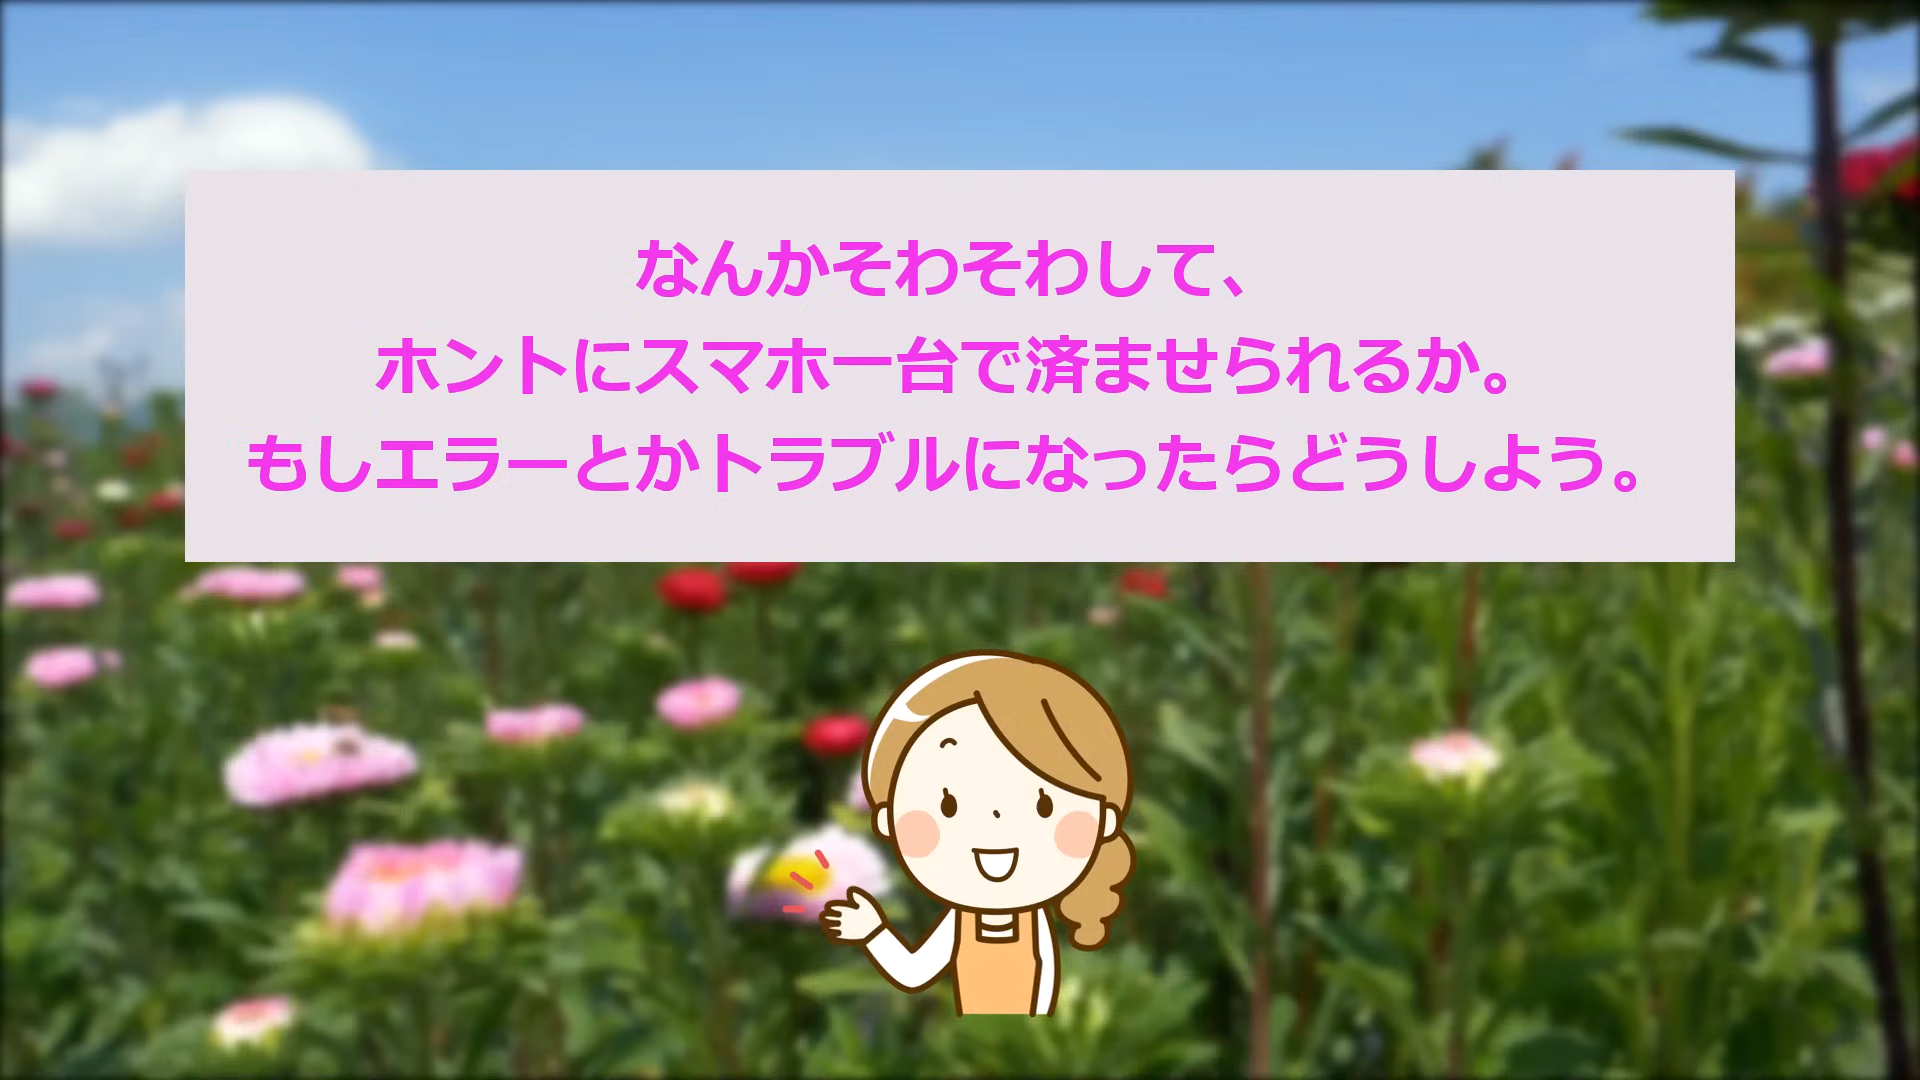 なんかそわそわして、
ホントにスマホ一台で済ませられるか。
もしエラーとかトラブルになったらどうしよう。